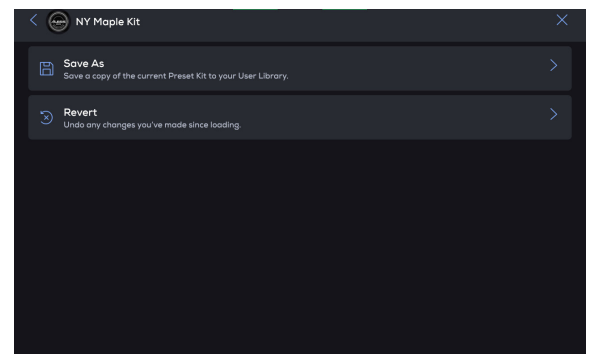 NY Maple Kit
Save As
Save a copy of the current Preset Kit to your User Library.
Revert
Undo any changes you've made since loading.